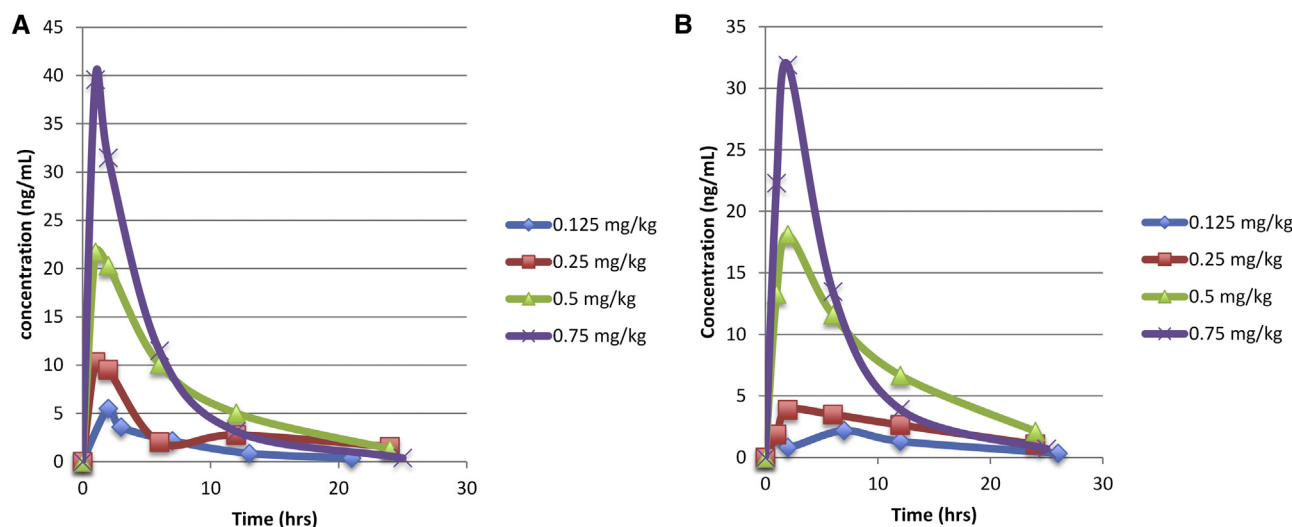 A
45
40
35
30
25
20
15
10
5
0
concentration (ng/mL)
0 10 20 30
Time (hrs)
0.125 mg/kg
0.25 mg/kg
0.5 mg/kg
0.75 mg/kg
B
35
30
25
20
15
10
5
0
Concentration (ng/mL)
0 10 20 30
Time (hrs)
0.125 mg/kg
0.25 mg/kg
0.5 mg/kg
0.75 mg/kg